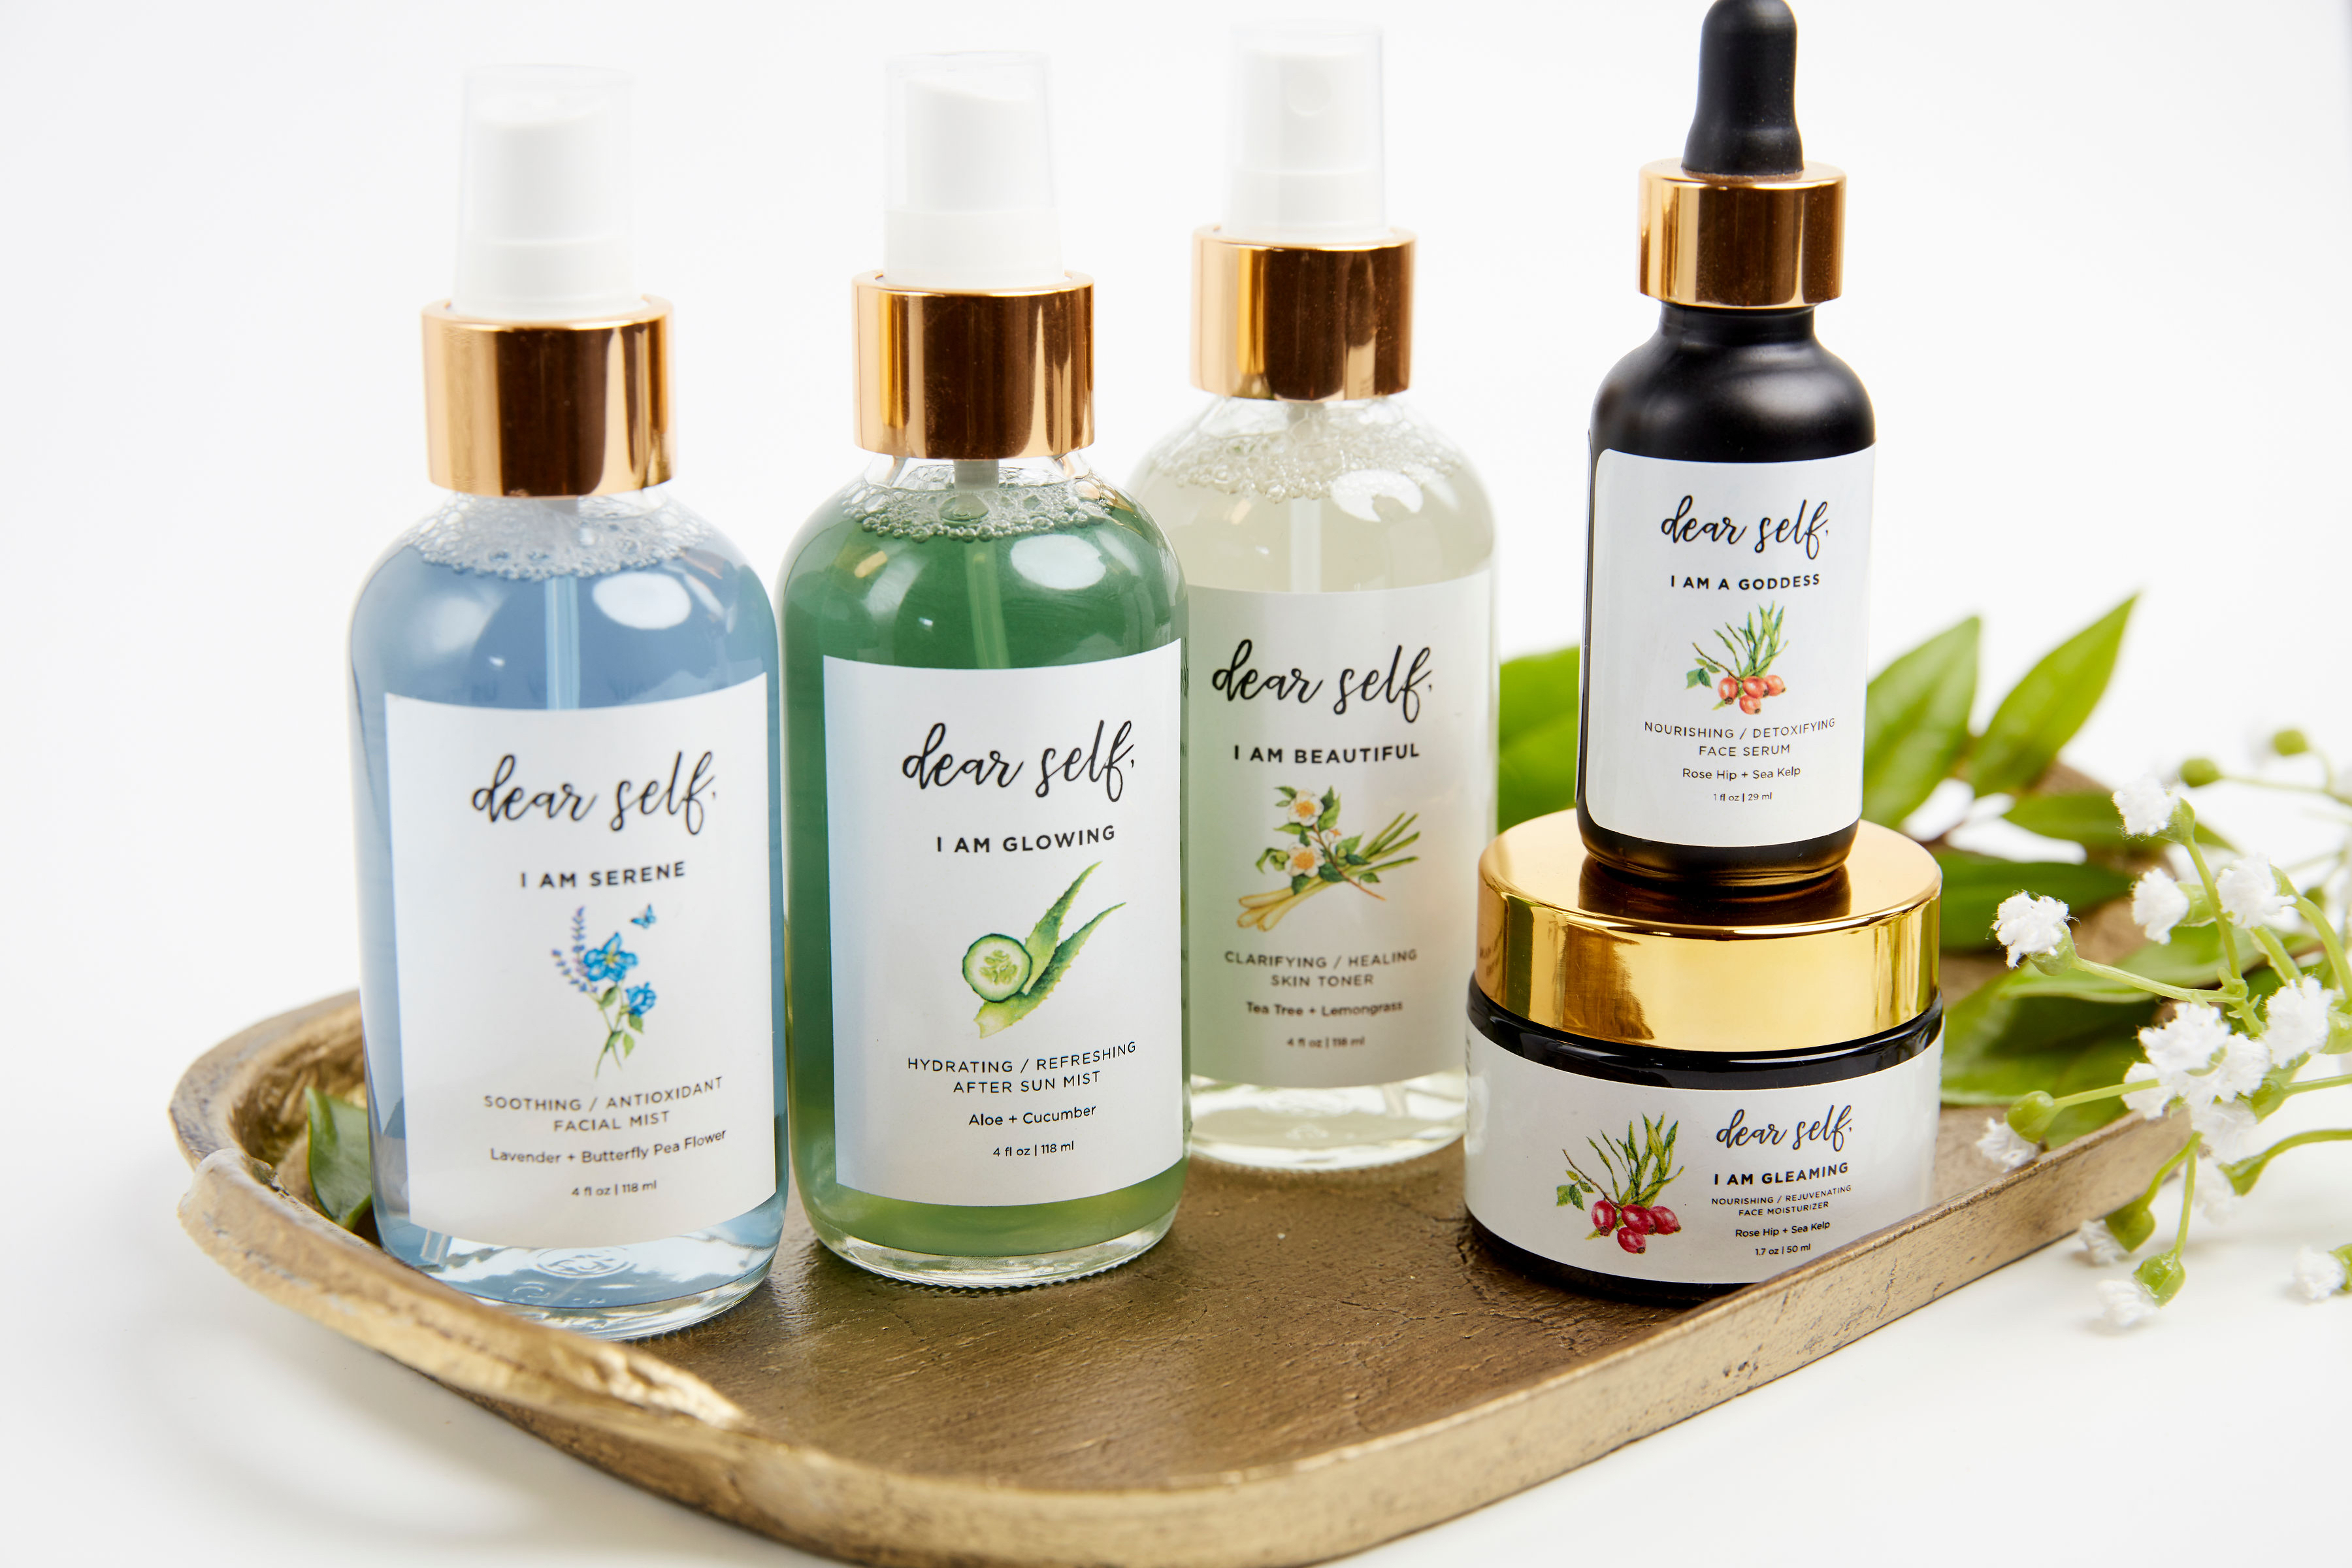 dear self,
I AM SERENE
SOOTHING / ANTIOXIDANT
FACIAL MIST
Lavender + Butterfly Pea Flower
4 fl oz | 118 ml
dear self,
I AM GLOWING
HYDRATING / REFRESHING
AFTER SUN MIST
Aloe + Cucumber
4 fl oz | 118 ml
dear self,
I AM BEAUTIFUL
CLARIFYING / HEALING
SKIN TONER
Tea Tree + Lemongrass
4 fl oz | 118 ml
dear self,
I AM A GODDESS
NOURISHING / DETOXIFYING
FACE SERUM
Rose Hip + Sea Kelp
1 fl oz | 29 ml
dear self,
I AM GLEAMING
NOURISHING / REJUVENATING
FACE MOISTURIZER
Rose Hip + Sea Kelp
1.7 oz | 50 ml